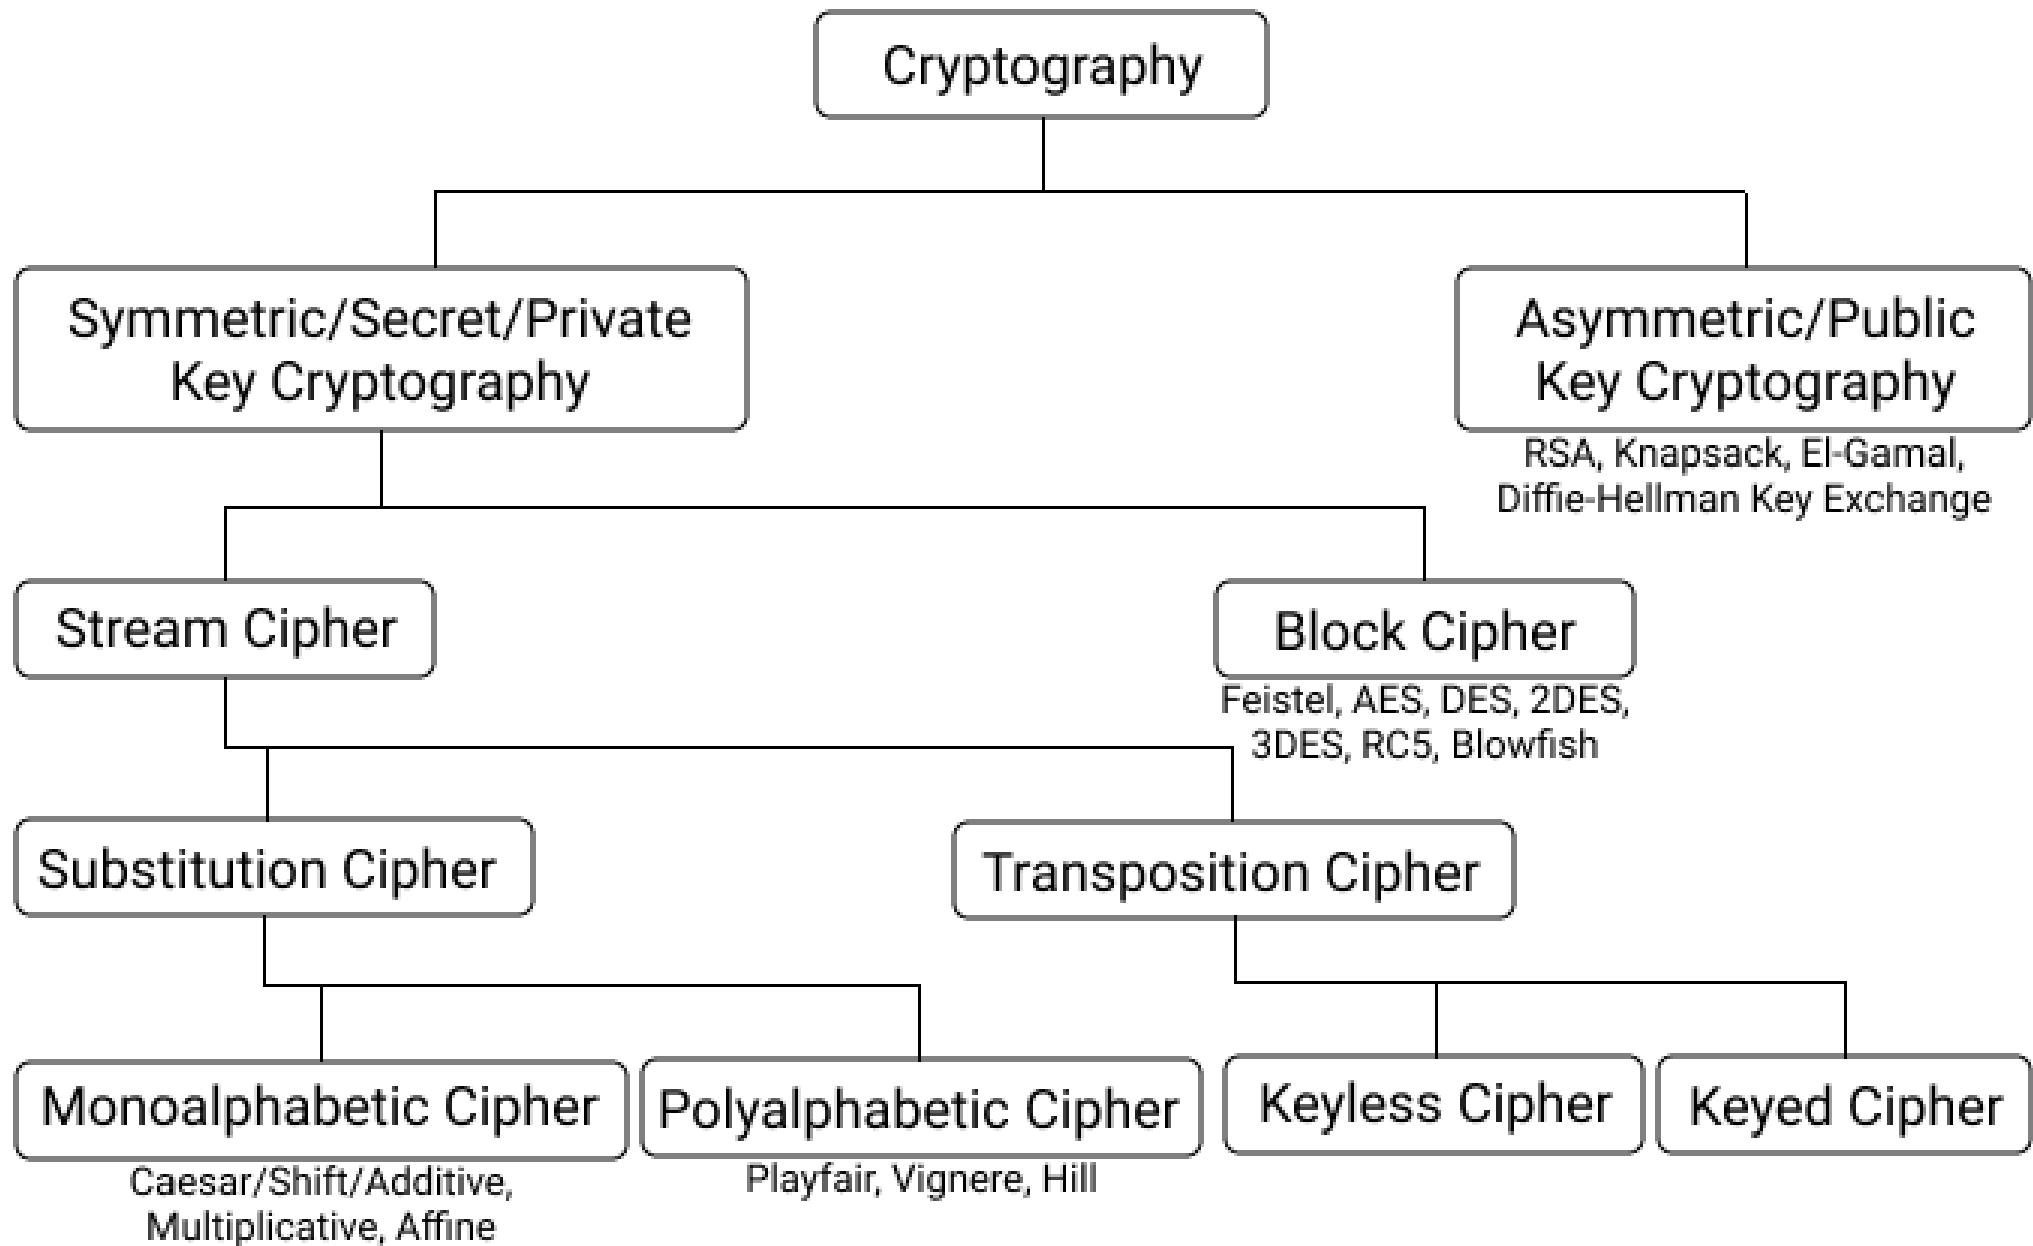 Cryptography
Symmetric/Secret/Private
Key Cryptography
Asymmetric/Public
Key Cryptography
RSA, Knapsack, El-Gamal,
Diffie-Hellman Key Exchange
Stream Cipher
Block Cipher
Feistel, AES, DES, 2DES,
3DES, RC5, Blowfish
Substitution Cipher
Transposition Cipher
Monoalphabetic Cipher
Caesar/Shift/Additive,
Multiplicative, Affine
Polyalphabetic Cipher
Playfair, Vignere, Hill
Keyless Cipher
Keyed Cipher